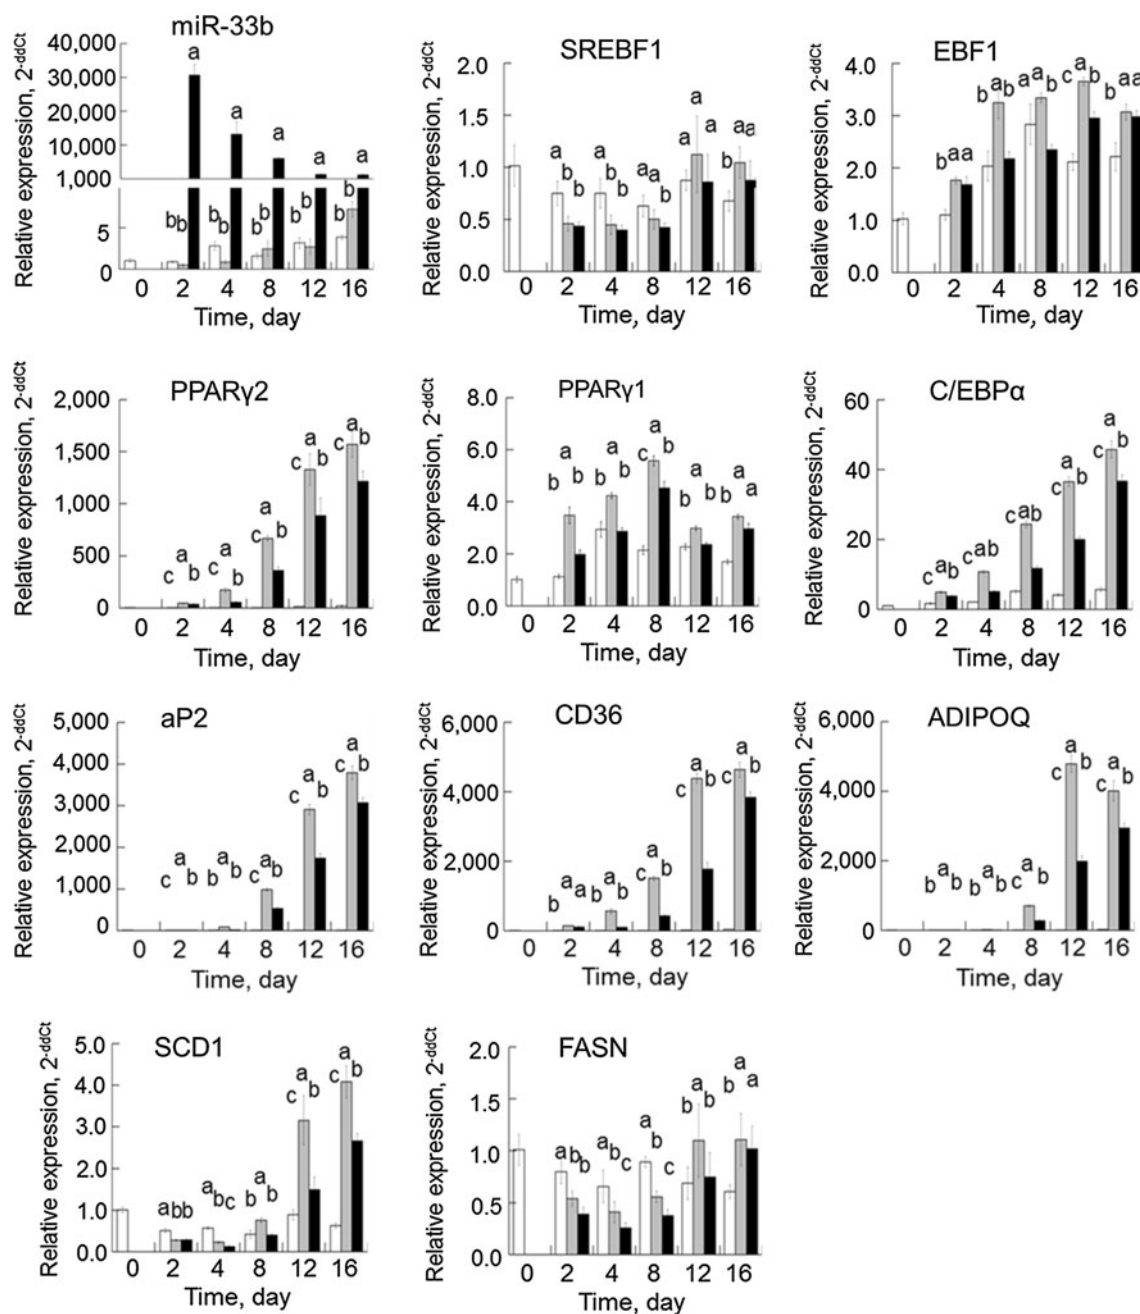 miR-33b
Relative expression, 2-ddCt
40,000
30,000
20,000
10,000
1,000
5
0
a
a
a
a
a
bb
b
b
b
b
b
b
b
b
0 2 4 8 12 16
Time, day
SREBF1
Relative expression, 2-ddCt
2.0
1.5
1.0
0.5
0.0
a
b
b
a
b
b
a
a
b
a
a
a
b
a
a
0 2 4 8 12 16
Time, day
EBF1
Relative expression, 2-ddCt
4.0
3.0
2.0
1.0
0.0
b
a
a
b
a
b
b
a
b
c
a
b
b
a
a
0 2 4 8 12 16
Time, day
PPARγ2
Relative expression, 2-ddCt
2,000
1,500
1,000
500
0
c
a
b
c
a
b
c
a
b
c
a
b
c
a
b
0 2 4 8 12 16
Time, day
PPARγ1
Relative expression, 2-ddCt
8.0
6.0
4.0
2.0
0.0
b
a
b
b
a
b
c
a
b
b
a
b
b
a
a
0 2 4 8 12 16
Time, day
C/EBPα
Relative expression, 2-ddCt
60
40
20
0
c
a
b
c
a
b
c
a
b
c
a
b
c
a
b
0 2 4 8 12 16
Time, day
aP2
Relative expression, 2-ddCt
5,000
4,000
3,000
2,000
1,000
0
c
a
b
b
a
b
c
a
b
c
a
b
c
a
b
0 2 4 8 12 16
Time, day
CD36
Relative expression, 2-ddCt
6,000
4,000
2,000
0
b
a
a
b
a
b
c
a
b
c
a
b
c
a
b
0 2 4 8 12 16
Time, day
ADIPOQ
Relative expression, 2-ddCt
6,000
4,000
2,000
0
b
a
b
b
a
b
c
a
b
c
a
b
c
a
b
0 2 4 8 12 16
Time, day
SCD1
Relative expression, 2-ddCt
5.0
4.0
3.0
2.0
1.0
0.0
a
b
b
a
b
c
b
a
b
c
a
b
c
a
b
0 2 4 8 12 16
Time, day
FASN
Relative expression, 2-ddCt
2.0
1.5
1.0
0.5
0.0
a
b
b
a
b
c
a
b
c
b
a
b
b
a
a
0 2 4 8 12 16
Time, day